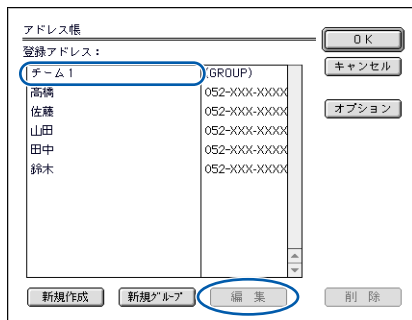 アドレス帳
登録アドレス：
チーム1 (GROUP)
高橋 052-XXX-XXXX
佐藤 052-XXX-XXXX
山田 052-XXX-XXXX
田中 052-XXX-XXXX
鈴木 052-XXX-XXXX
OK
キャンセル
オプション
新規作成 新規ｸﾞﾙｰﾌﾟ 編集 削除